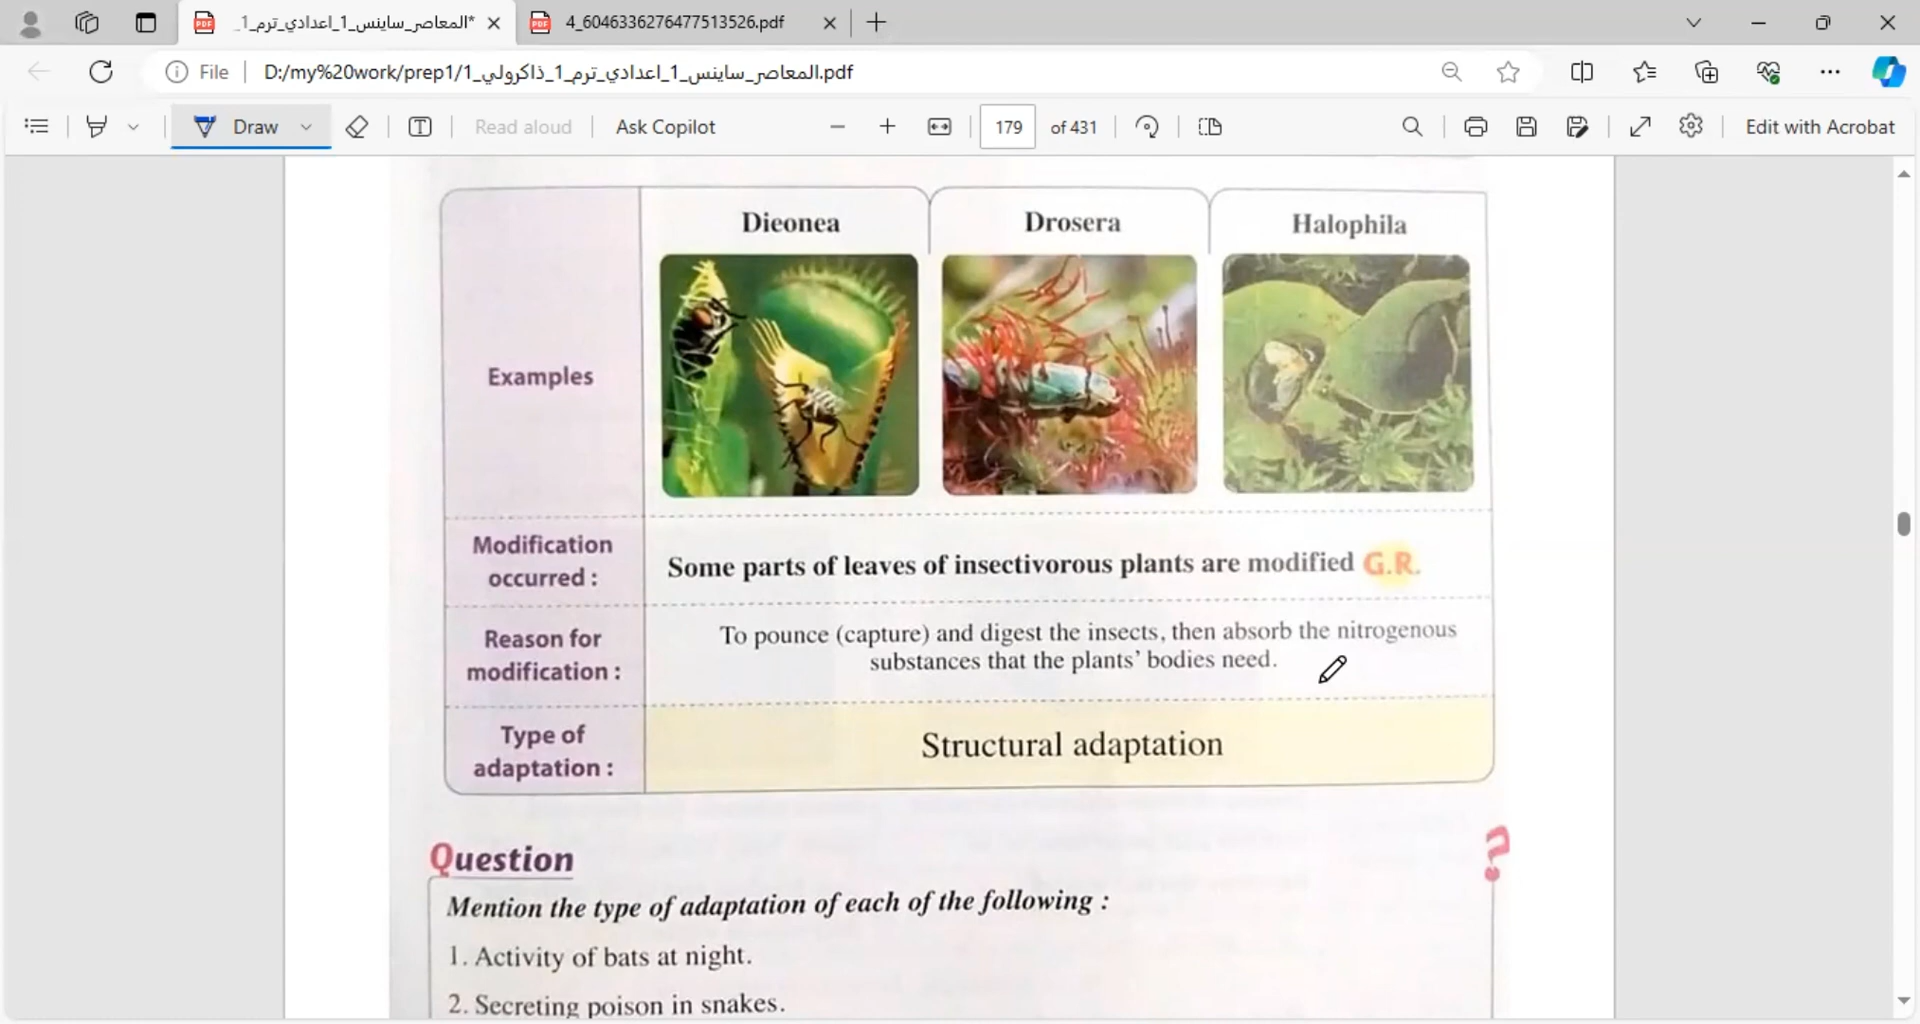 المعاصر_ساينس_1_اعدادي_ترم_1_*
4_6046336276477513526.pdf
File
D:/my%20work/prep1/المعاصر_ساينس_1_اعدادي_ترم_1_ذاكرولي_1.pdf
Draw
Read aloud
Ask Copilot
179
of 431
Edit with Acrobat
Dieonea
Drosera
Halophila
Examples
Modification
occurred :
Some parts of leaves of insectivorous plants are modified G.R.
Reason for
modification :
To pounce (capture) and digest the insects, then absorb the nitrogenous
substances that the plants' bodies need.
Type of
adaptation :
Structural adaptation
Question
?
Mention the type of adaptation of each of the following :
1. Activity of bats at night.
2. Secreting poison in snakes.